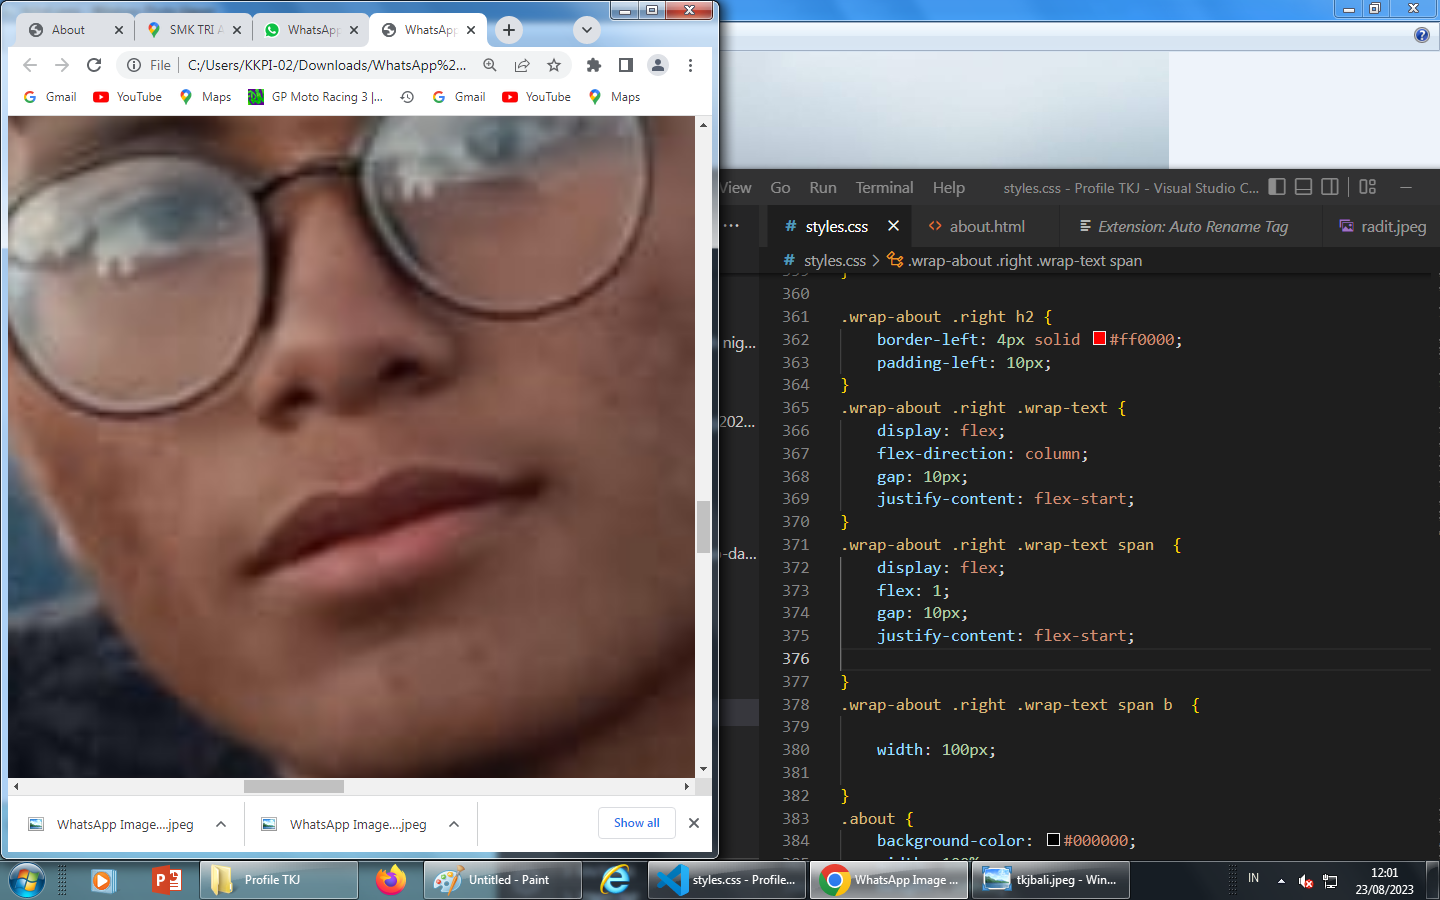 About
SMK TRI A
WhatsApp
WhatsApp
File
C:/Users/KKPI-02/Downloads/WhatsApp%2...
Gmail
YouTube
Maps
GP Moto Racing 3 |...
Gmail
YouTube
Maps
View Go Run Terminal Help
styles.css - Profile TKJ - Visual Studio C...
styles.css
about.html
Extension: Auto Rename Tag
radit.jpeg
styles.css > .wrap-about .right .wrap-text span
nig...
202...
-da...
359 }
360
361 .wrap-about .right h2 {
362 border-left: 4px solid #ff0000;
363 padding-left: 10px;
364 }
365 .wrap-about .right .wrap-text {
366 display: flex;
367 flex-direction: column;
368 gap: 10px;
369 justify-content: flex-start;
370 }
371 .wrap-about .right .wrap-text span  {
372 display: flex;
373 flex: 1;
374 gap: 10px;
375 justify-content: flex-start;
376
377 }
378 .wrap-about .right .wrap-text span b  {
379
380 width: 100px;
381
382 }
383 .about {
384 background-color: #000000;
WhatsApp Image....jpeg
WhatsApp Image....jpeg
Show all
Profile TKJ
Untitled - Paint
styles.css - Profile...
WhatsApp Image ...
tkjbali.jpeg - Win...
IN
12:01
23/08/2023